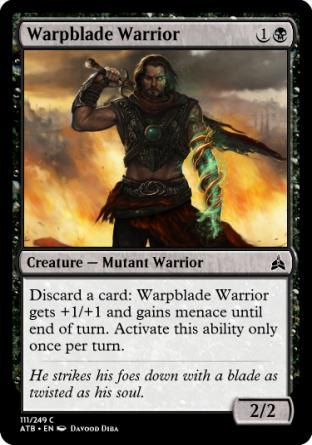 Warpblade Warrior 1
Creature — Mutant Warrior
Discard a card: Warpblade Warrior
gets +1/+1 and gains menace until
end of turn. Activate this ability only
once per turn.
He strikes his foes down with a blade as
twisted as his soul.
2/2
111/249 C
ATB • EN Davood Diba